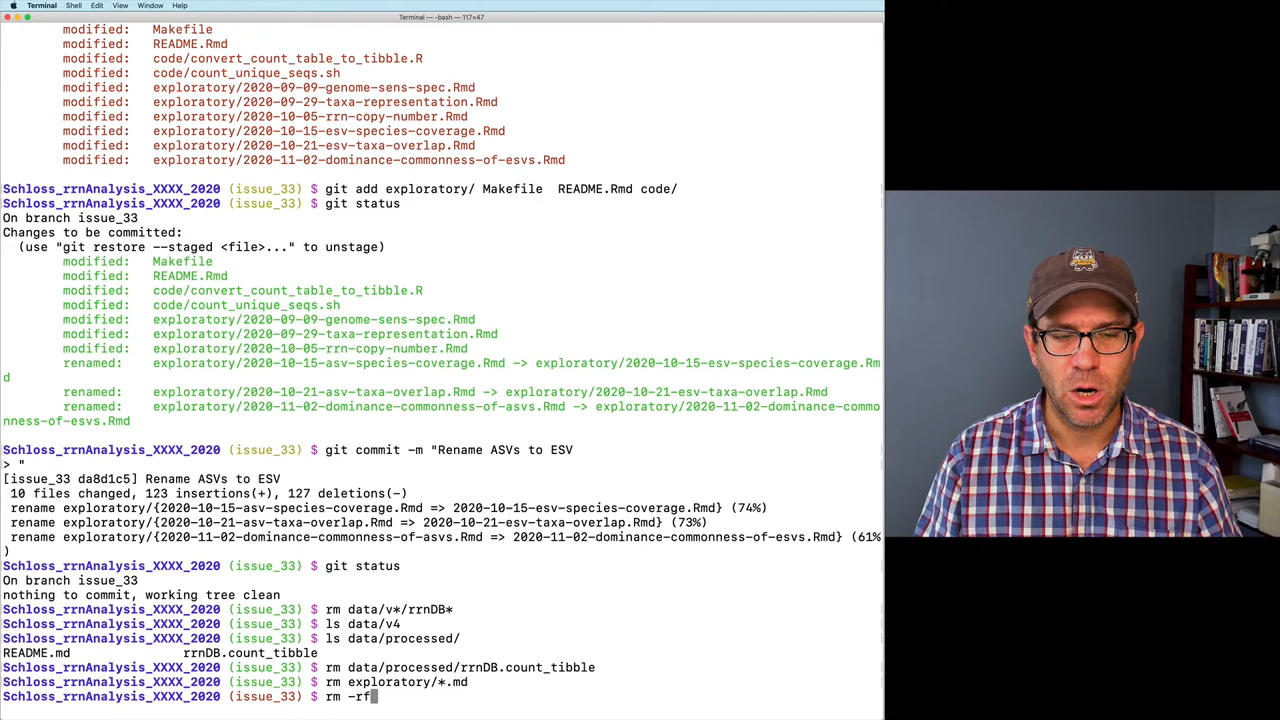 Terminal Shell Edit View Window Help
Terminal — -bash — 117×47
modified: Makefile
modified: README.Rmd
modified: code/convert_count_table_to_tibble.R
modified: code/count_unique_seqs.sh
modified: exploratory/2020-09-09-genome-sens-spec.Rmd
modified: exploratory/2020-09-29-taxa-representation.Rmd
modified: exploratory/2020-10-05-rrn-copy-number.Rmd
modified: exploratory/2020-10-15-esv-species-coverage.Rmd
modified: exploratory/2020-10-21-esv-taxa-overlap.Rmd
modified: exploratory/2020-11-02-dominance-commonness-of-esvs.Rmd
Schloss_rrnAnalysis_XXXX_2020 (issue_33) $ git add exploratory/ Makefile README.Rmd code/
Schloss_rrnAnalysis_XXXX_2020 (issue_33) $ git status
On branch issue_33
Changes to be committed:
(use "git restore --staged <file>..." to unstage)
modified: Makefile
modified: README.Rmd
modified: code/convert_count_table_to_tibble.R
modified: code/count_unique_seqs.sh
modified: exploratory/2020-09-09-genome-sens-spec.Rmd
modified: exploratory/2020-09-29-taxa-representation.Rmd
modified: exploratory/2020-10-05-rrn-copy-number.Rmd
renamed: exploratory/2020-10-15-asv-species-coverage.Rmd -> exploratory/2020-10-15-esv-species-coverage.Rm
d
renamed: exploratory/2020-10-21-asv-taxa-overlap.Rmd -> exploratory/2020-10-21-esv-taxa-overlap.Rmd
renamed: exploratory/2020-11-02-dominance-commonness-of-asvs.Rmd -> exploratory/2020-11-02-dominance-commo
nness-of-esvs.Rmd
Schloss_rrnAnalysis_XXXX_2020 (issue_33) $ git commit -m "Rename ASVs to ESV
> "
[issue_33 da8d1c5] Rename ASVs to ESV
10 files changed, 123 insertions(+), 127 deletions(-)
rename exploratory/{2020-10-15-asv-species-coverage.Rmd => 2020-10-15-esv-species-coverage.Rmd} (74%)
rename exploratory/{2020-10-21-asv-taxa-overlap.Rmd => 2020-10-21-esv-taxa-overlap.Rmd} (73%)
rename exploratory/{2020-11-02-dominance-commonness-of-asvs.Rmd => 2020-11-02-dominance-commonness-of-esvs.Rmd} (61%
)
Schloss_rrnAnalysis_XXXX_2020 (issue_33) $ git status
On branch issue_33
nothing to commit, working tree clean
Schloss_rrnAnalysis_XXXX_2020 (issue_33) $ rm data/v*/rrnDB*
Schloss_rrnAnalysis_XXXX_2020 (issue_33) $ ls data/v4
Schloss_rrnAnalysis_XXXX_2020 (issue_33) $ ls data/processed/
README.md rrnDB.count_tibble
Schloss_rrnAnalysis_XXXX_2020 (issue_33) $ rm data/processed/rrnDB.count_tibble
Schloss_rrnAnalysis_XXXX_2020 (issue_33) $ rm exploratory/*.md
Schloss_rrnAnalysis_XXXX_2020 (issue_33) $ rm -rf